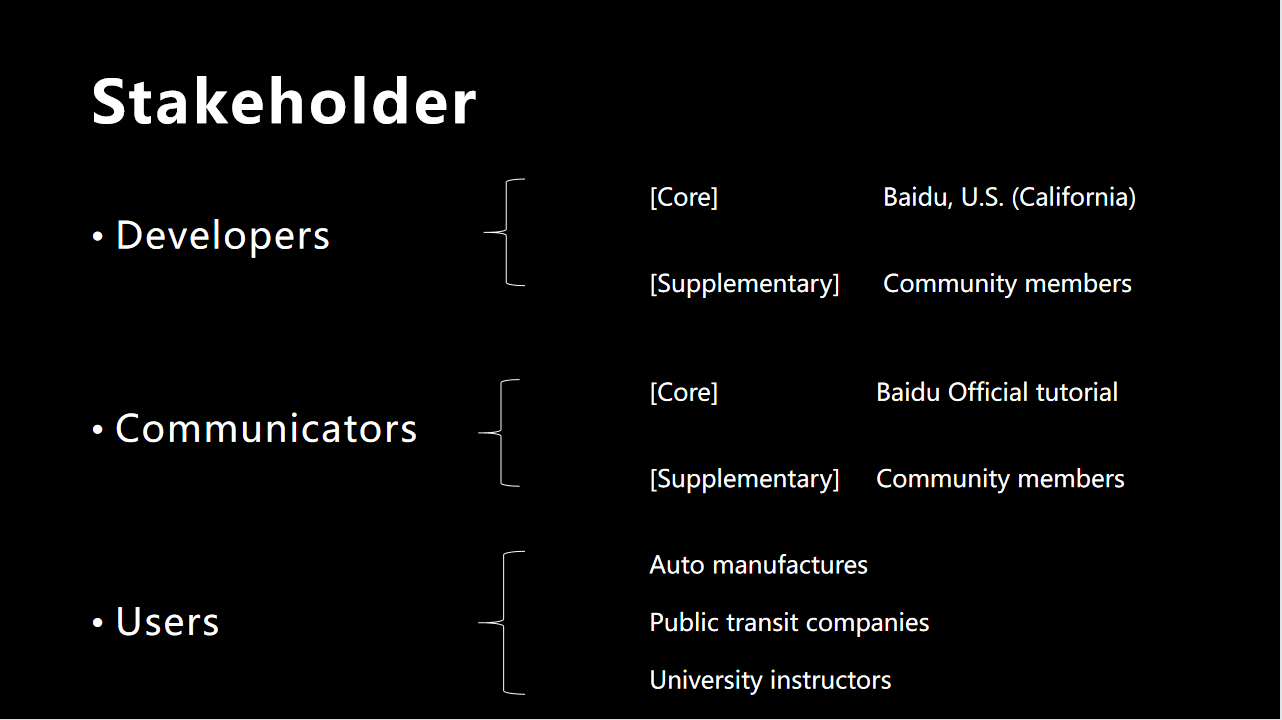 Stakeholder
• Developers
[Core] Baidu, U.S. (California)
[Supplementary] Community members
• Communicators
[Core] Baidu Official tutorial
[Supplementary] Community members
• Users
Auto manufactures
Public transit companies
University instructors